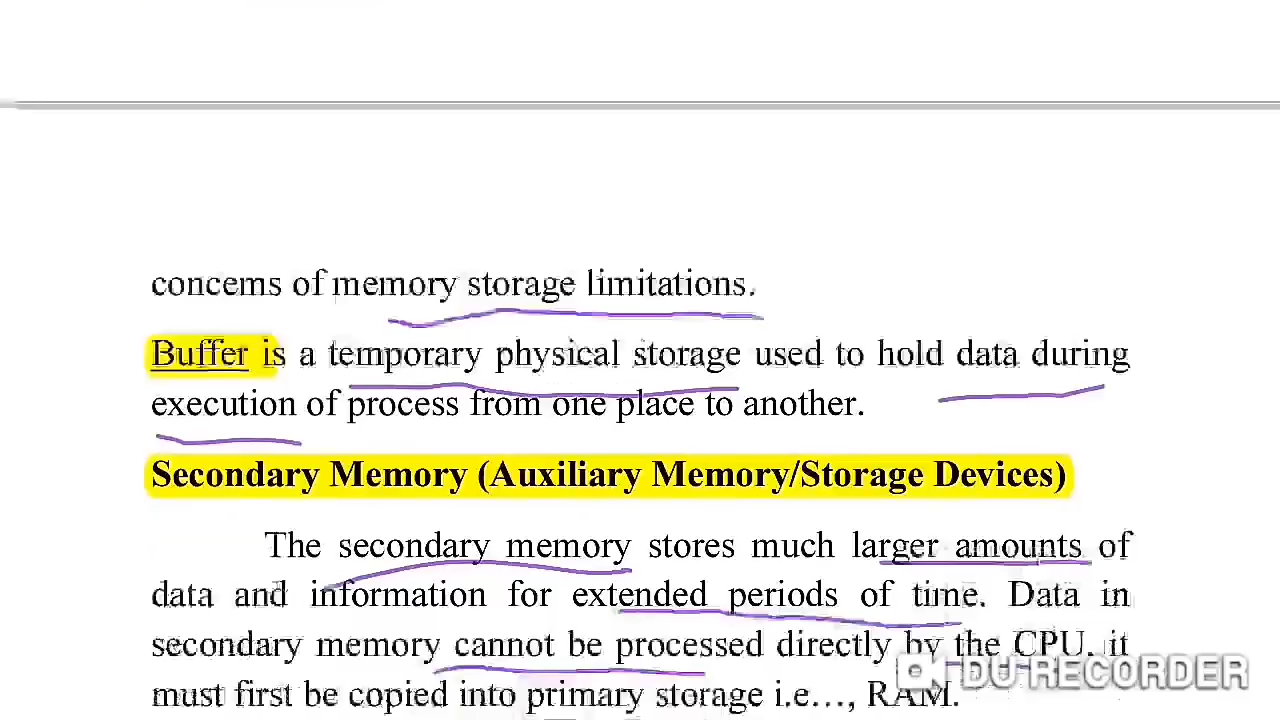 concerns of memory storage limitations.
Buffer is a temporary physical storage used to hold data during
execution of process from one place to another.
Secondary Memory (Auxiliary Memory/Storage Devices)
The secondary memory stores much larger amounts of
data and information for extended periods of time. Data in
secondary memory cannot be processed directly by the CPU, it
must first be copied into primary storage i.e…, RAM.
DU RECORDER